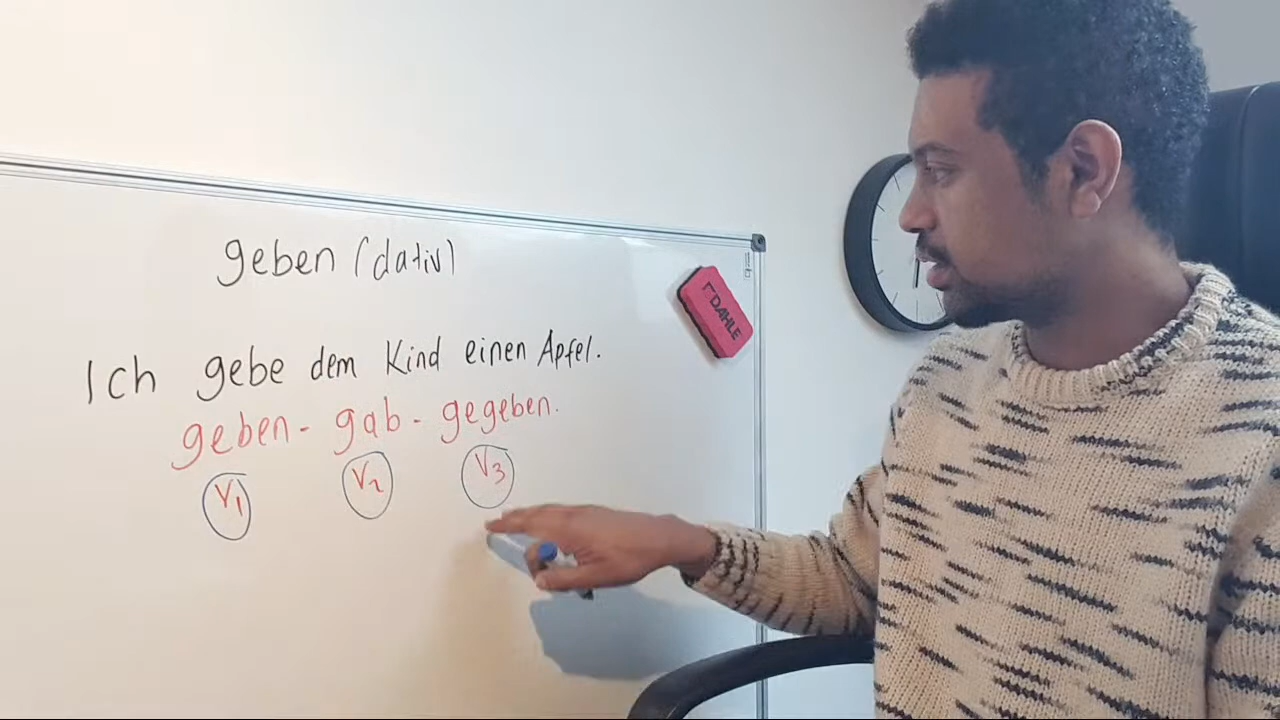 geben (dativ)
DAHLE
Ich gebe dem Kind einen Apfel.
geben - gab - gegeben.
V1 V2 V3